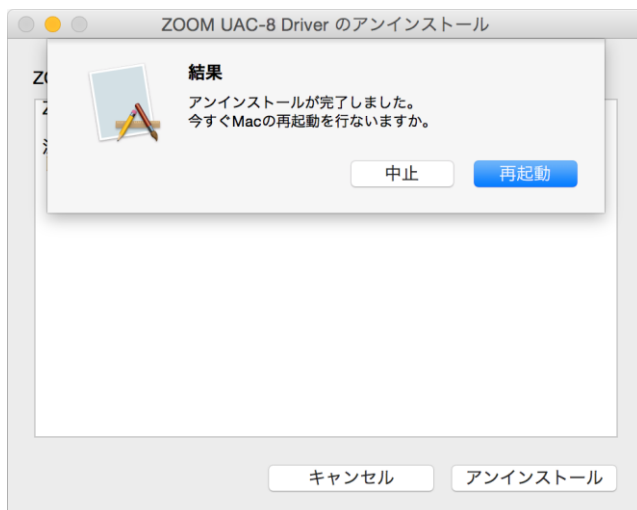 ZOOM UAC-8 Driver のアンインストール
結果
アンインストールが完了しました。
今すぐMacの再起動を行ないますか。
中止
再起動
キャンセル
アンインストール